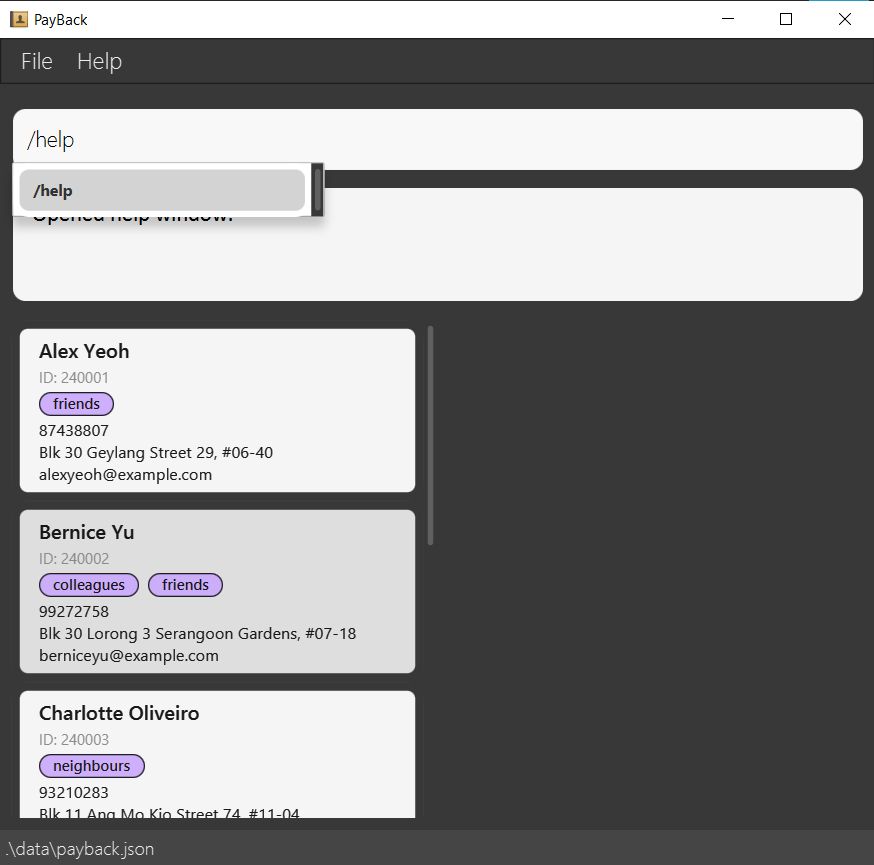 PayBack
File Help
/help
/help
Opened help window.
Alex Yeoh
ID: 240001
friends
87438807
Blk 30 Geylang Street 29, #06-40
alexyeoh@example.com
Bernice Yu
ID: 240002
colleagues friends
99272758
Blk 30 Lorong 3 Serangoon Gardens, #07-18
berniceyu@example.com
Charlotte Oliveiro
ID: 240003
neighbours
93210283
Blk 11 Ang Mo Kio Street 74, #11-04
.\data\payback.json